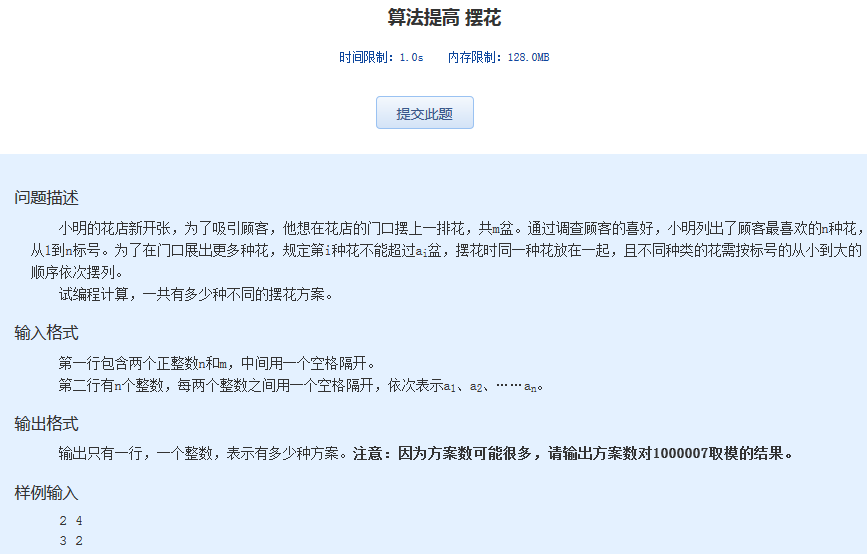 算法提高 摆花
时间限制：1.0s 内存限制：128.0MB
提交此题
问题描述
小明的花店新开张，为了吸引顾客，他想在花店的门口摆上一排花，共m盆。通过调查顾客的喜好，小明列出了顾客最喜欢的n种花，
从1到n标号。为了在门口展出更多种花，规定第i种花不能超过ai盆，摆花时同一种花放在一起，且不同种类的花需按标号的从小到大的
顺序依次摆列。
试编程计算，一共有多少种不同的摆花方案。
输入格式
第一行包含两个正整数n和m，中间用一个空格隔开。
第二行有n个整数，每两个整数之间用一个空格隔开，依次表示a1、a2、……an。
输出格式
输出只有一行，一个整数，表示有多少种方案。注意：因为方案数可能很多，请输出方案数对1000007取模的结果。
样例输入
2 4
3 2